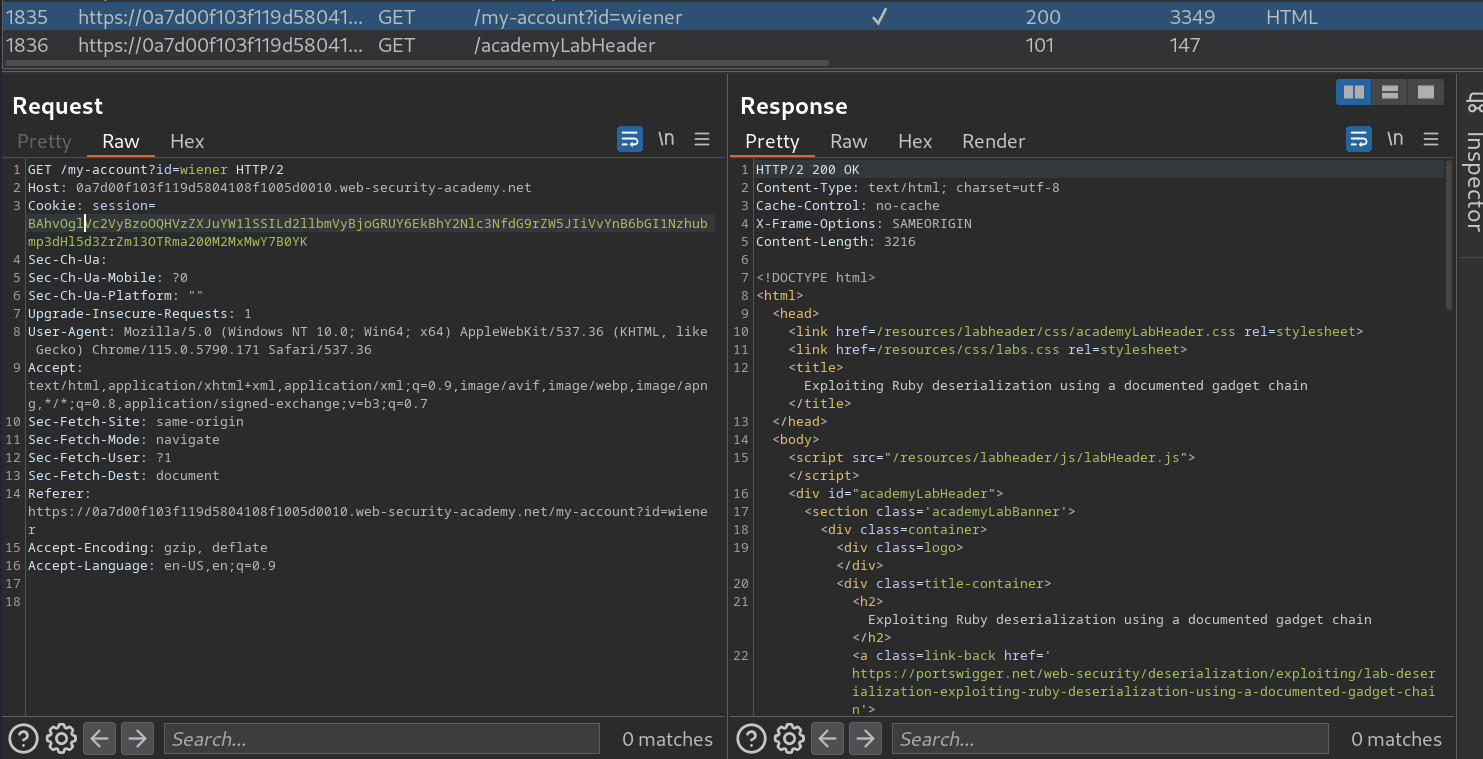 1835 https://0a7d00f103f119d58041... GET /my-account?id=wiener ✓ 200 3349 HTML
1836 https://0a7d00f103f119d58041... GET /academyLabHeader 101 147
Request
Pretty Raw Hex
\n
1 GET /my-account?id=wiener HTTP/2
2 Host: 0a7d00f103f119d5804108f1005d0010.web-security-academy.net
3 Cookie: session=
BAhvOglVc2VyBzoOQHVzZXJuYW1lSSILd2llbmVyBjoGRUY6EkBhY2Nlc3NfdG9rZW5JIiVvYnB6bGI1Nzhub
mp3dHl5d3ZrZm13OTRma200M2MxMwY7B0YK
4 Sec-Ch-Ua:
5 Sec-Ch-Ua-Mobile: ?0
6 Sec-Ch-Ua-Platform: ""
7 Upgrade-Insecure-Requests: 1
8 User-Agent: Mozilla/5.0 (Windows NT 10.0; Win64; x64) AppleWebKit/537.36 (KHTML, like
Gecko) Chrome/115.0.5790.171 Safari/537.36
9 Accept:
text/html,application/xhtml+xml,application/xml;q=0.9,image/avif,image/webp,image/apn
g,*/*;q=0.8,application/signed-exchange;v=b3;q=0.7
10 Sec-Fetch-Site: same-origin
11 Sec-Fetch-Mode: navigate
12 Sec-Fetch-User: ?1
13 Sec-Fetch-Dest: document
14 Referer:
https://0a7d00f103f119d5804108f1005d0010.web-security-academy.net/my-account?id=wiene
r
15 Accept-Encoding: gzip, deflate
16 Accept-Language: en-US,en;q=0.9
17
18
Search...
0 matches
Response
Pretty Raw Hex Render
\n
1 HTTP/2 200 OK
2 Content-Type: text/html; charset=utf-8
3 Cache-Control: no-cache
4 X-Frame-Options: SAMEORIGIN
5 Content-Length: 3216
6
7 <!DOCTYPE html>
8 <html>
9 <head>
10 <link href=/resources/labheader/css/academyLabHeader.css rel=stylesheet>
11 <link href=/resources/css/labs.css rel=stylesheet>
12 <title>
Exploiting Ruby deserialization using a documented gadget chain
</title>
13 </head>
14 <body>
15 <script src="/resources/labheader/js/labHeader.js">
</script>
16 <div id="academyLabHeader">
17 <section class='academyLabBanner'>
18 <div class=container>
19 <div class=logo>
</div>
20 <div class=title-container>
21 <h2>
Exploiting Ruby deserialization using a documented gadget chain
</h2>
22 <a class=link-back href='
https://portswigger.net/web-security/deserialization/exploiting/lab-deser
ialization-exploiting-ruby-deserialization-using-a-documented-gadget-chai
n'>
Search...
0 matches
Inspector